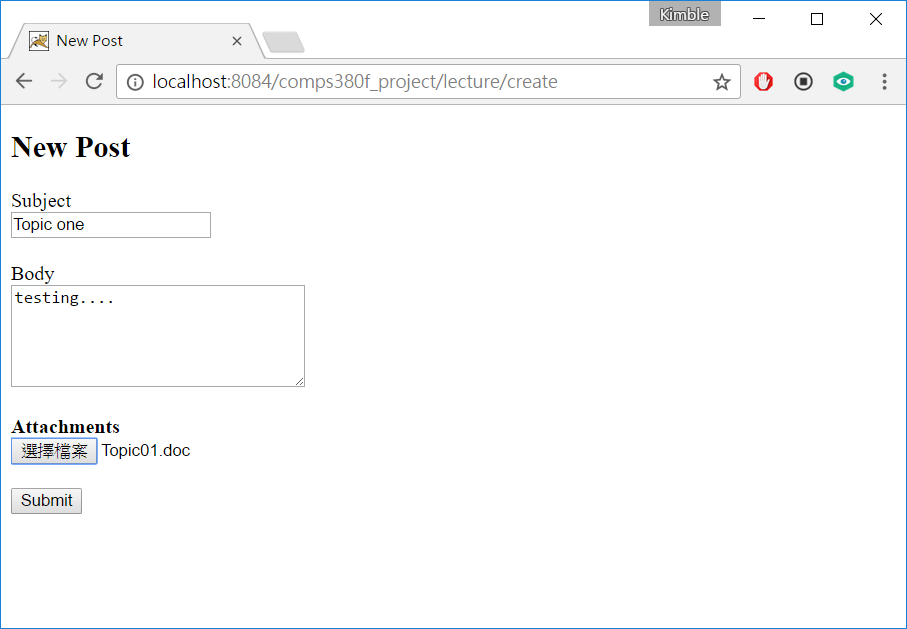 Kimble
New Post
localhost:8084/comps380f_project/lecture/create
New Post
Subject
Topic one
Body
testing....
Attachments
選擇檔案 Topic01.doc
Submit